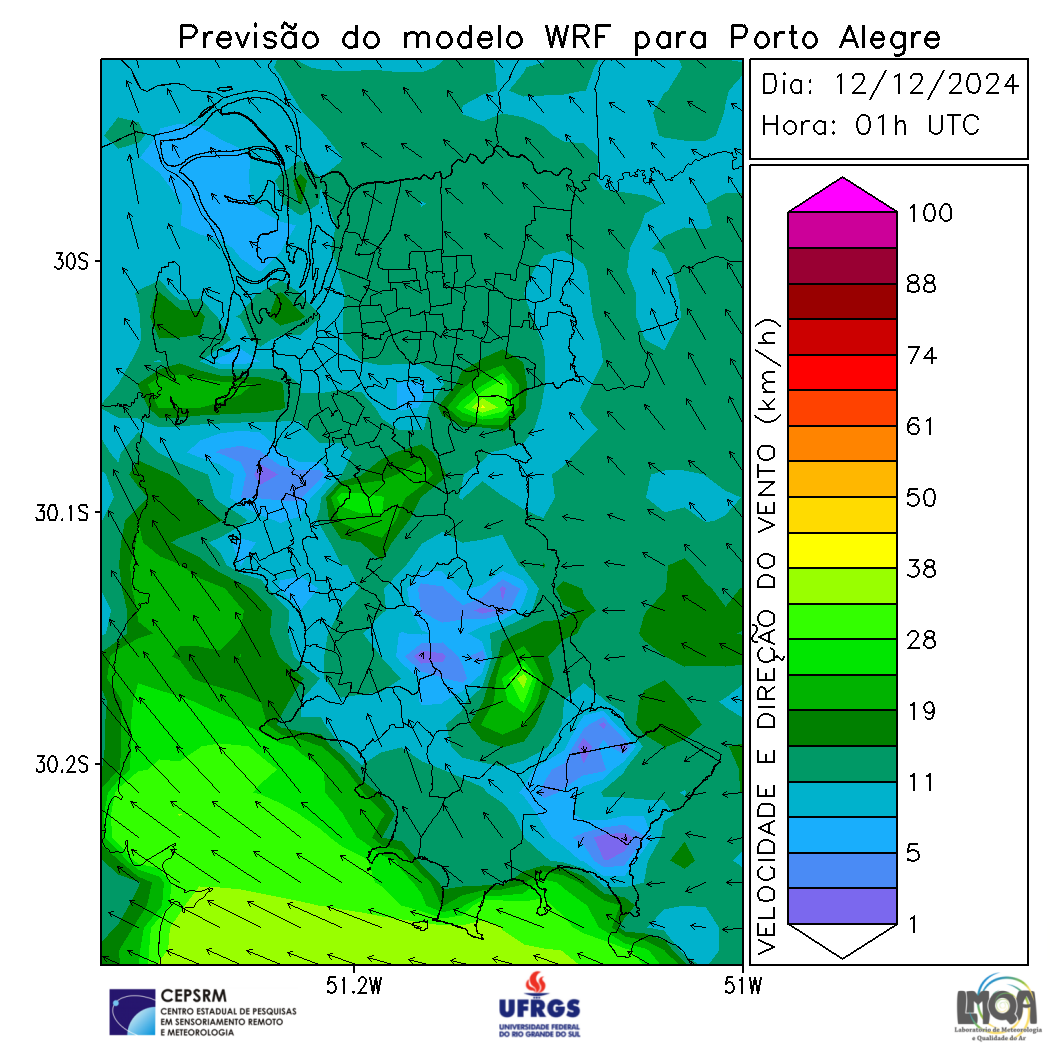 Previsão do modelo WRF para Porto Alegre
Dia: 12/12/2024
Hora: 01h UTC
30S
30.1S
30.2S
51.2W
51W
VELOCIDADE E DIREÇÃO DO VENTO (km/h)
100
88
74
61
50
38
28
19
11
5
1
CEPSRM
CENTRO ESTADUAL DE PESQUISAS
EM SENSORIAMENTO REMOTO
E METEOROLOGIA
UFRGS
UNIVERSIDADE FEDERAL
DO RIO GRANDE DO SUL
LMQA
Laboratório de Meteorologia
e Qualidade do Ar